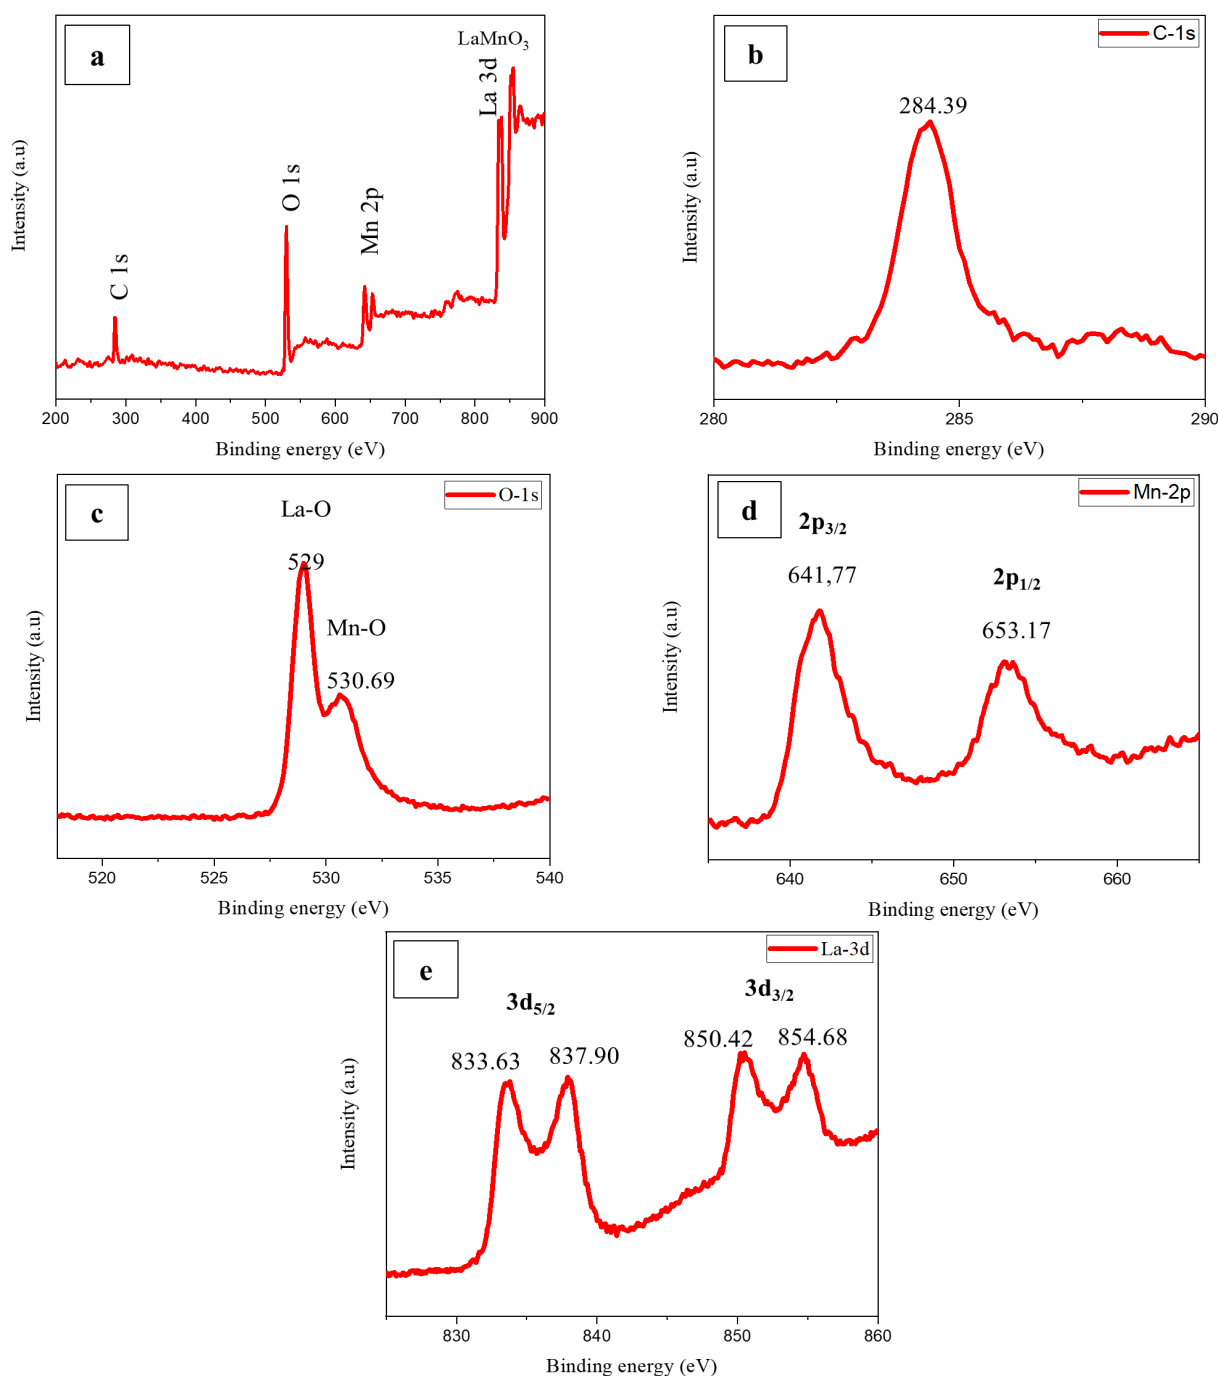 a
LaMnO3
La 3d
O 1s
Mn 2p
C 1s
Intensity (a.u)
200 300 400 500 600 700 800 900
Binding energy (eV)
b
C-1s
284.39
Intensity (a.u)
280 285 290
Binding energy (eV)
c
O-1s
La-O
529
Mn-O
530.69
Intensity (a.u)
520 525 530 535 540
Binding energy (eV)
d
Mn-2p
2p3/2
641,77
2p1/2
653.17
Intensity (a.u)
640 650 660
Binding energy (eV)
e
La-3d
3d5/2
3d3/2
833.63
837.90
850.42
854.68
Intensity (a.u)
830 840 850 860
Binding energy (eV)